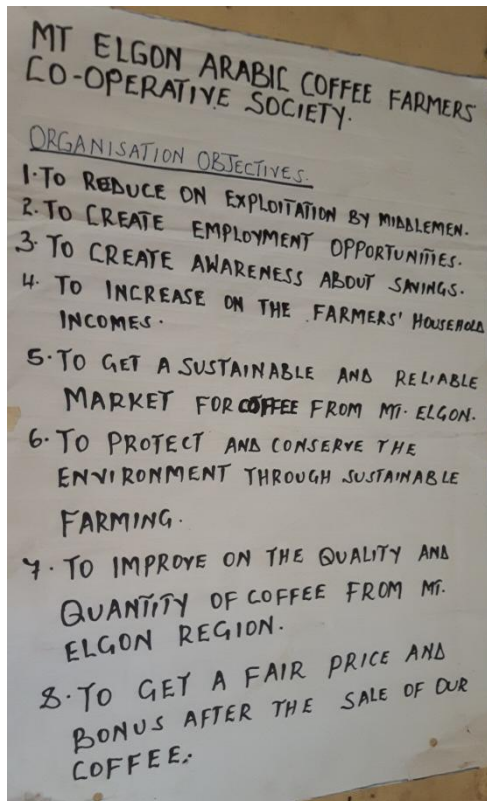 MT ELGON ARABIC COFFEE FARMERS
CO-OPERATIVE SOCIETY.
ORGANISATION OBJECTIVES.
1. TO REDUCE ON EXPLOITATION BY MIDDLEMEN.
2. TO CREATE EMPLOYMENT OPPORTUNITIES.
3. TO CREATE AWARENESS ABOUT SAVINGS.
4. TO INCREASE ON THE FARMERS' HOUSEHOLD
INCOMES.
5. TO GET A SUSTAINABLE AND RELIABLE
MARKET FOR COFFEE FROM MT. ELGON.
6. TO PROTECT AND CONSERVE THE
ENVIRONMENT THROUGH SUSTAINABLE
FARMING.
7. TO IMPROVE ON THE QUALITY AND
QUANTITY OF COFFEE FROM MT.
ELGON REGION.
8. TO GET A FAIR PRICE AND
BONUS AFTER THE SALE OF OUR
COFFEE.